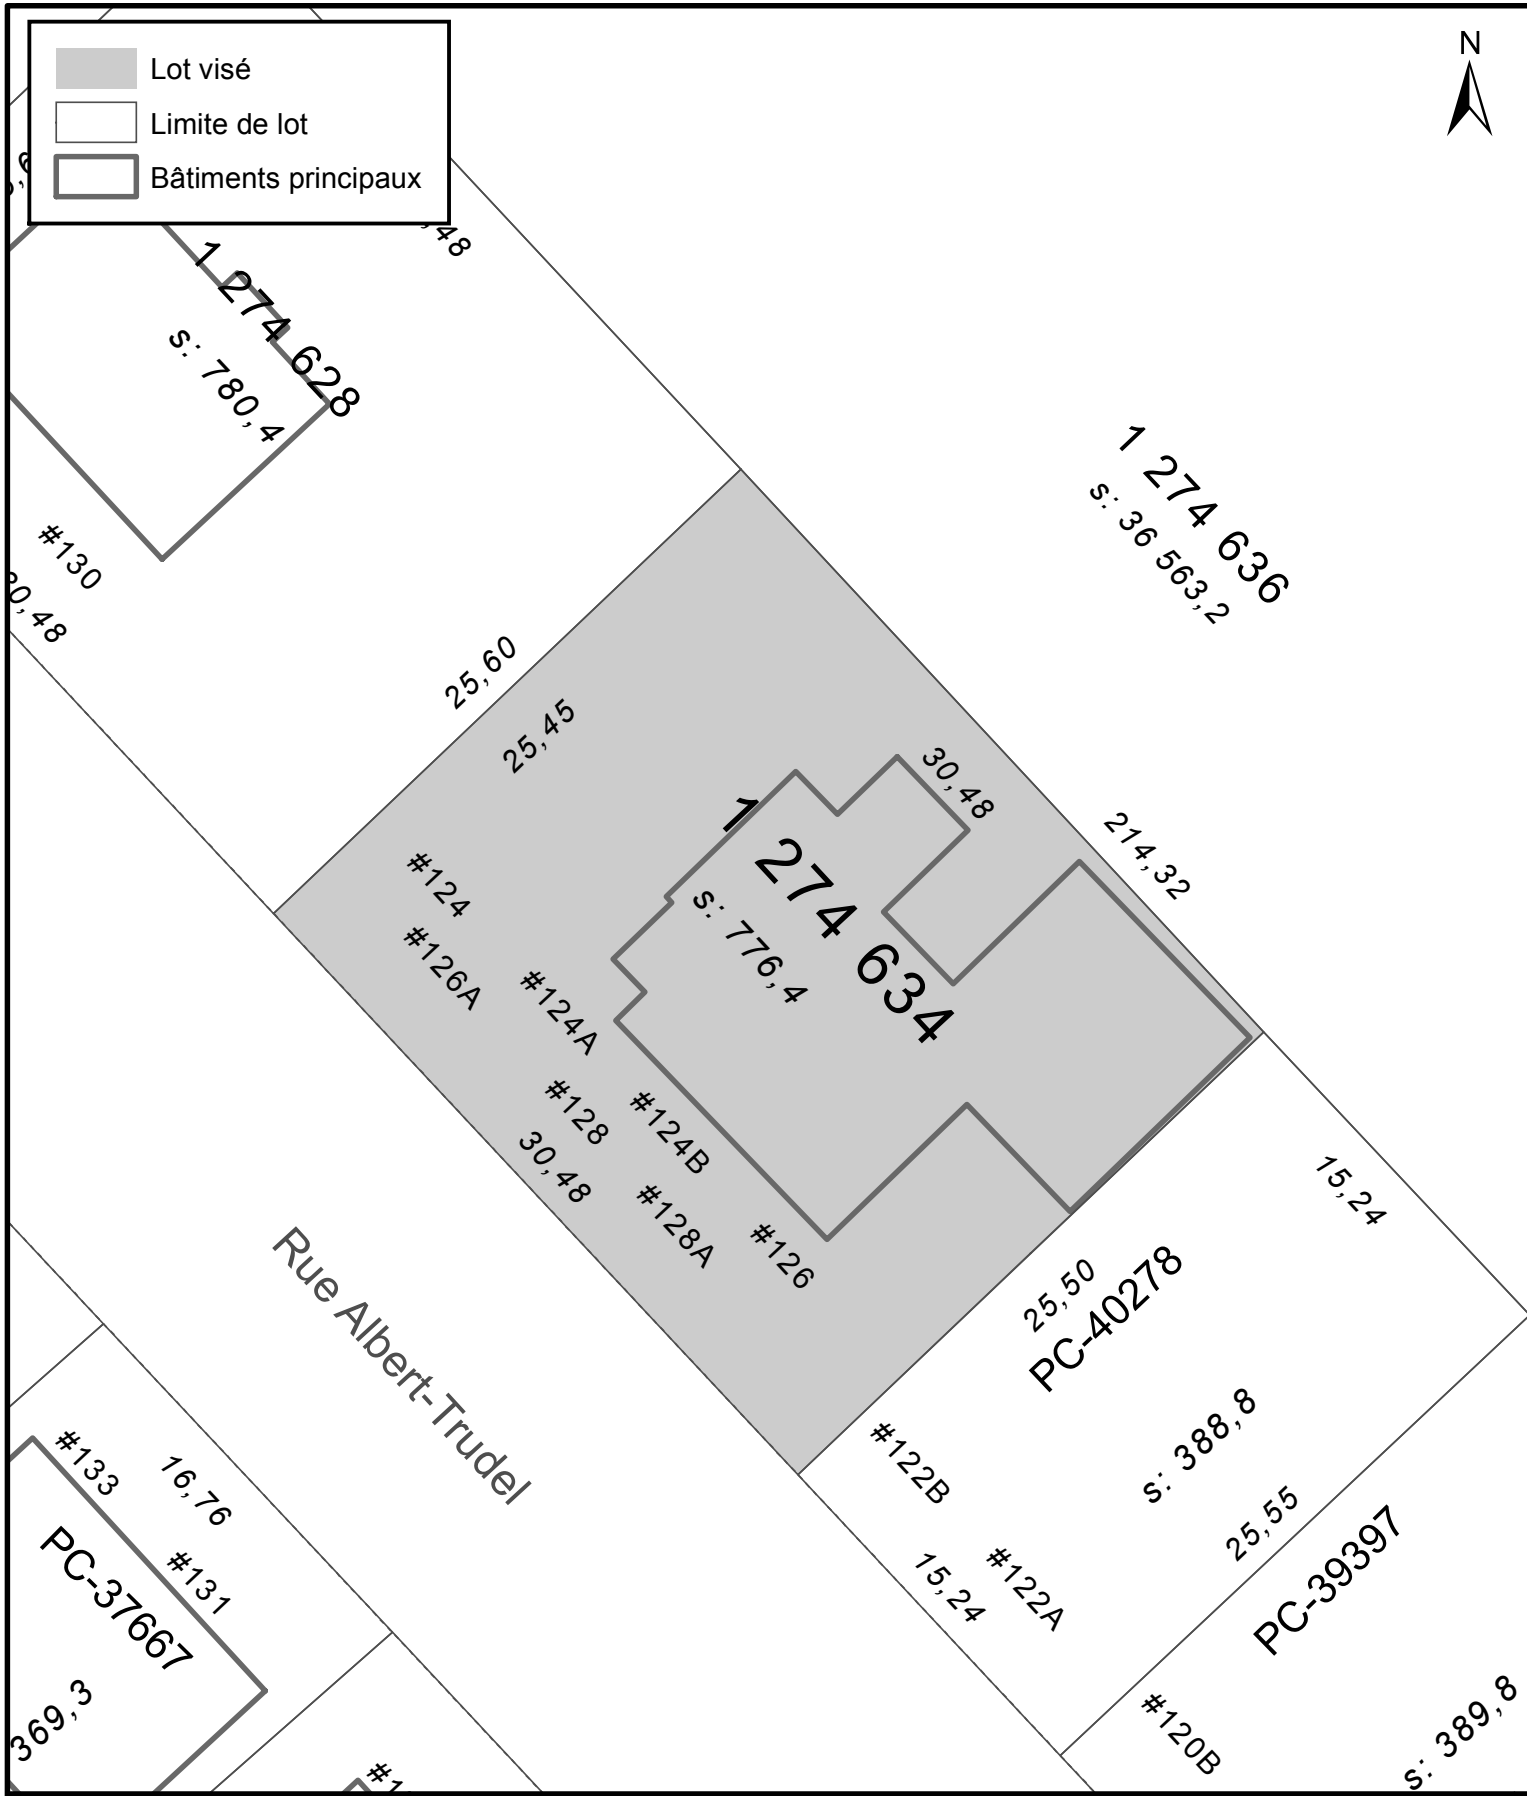 N
Lot visé
Limite de lot
Bâtiments principaux
,48
1 274 628
s: 780,4
#130
30,48
1 274 636
s: 36 563,2
25,60
25,45
30,48
214,32
1 274 634
s: 776,4
#124
#126A
#124A
#128
#124B
30,48
#128A
#126
Rue Albert-Trudel
15,24
25,50
PC-40278
s: 388,8
#122B
#122A
15,24
25,55
PC-39397
#120B
s: 389,8
#133
16,76
#131
PC-37667
369,3